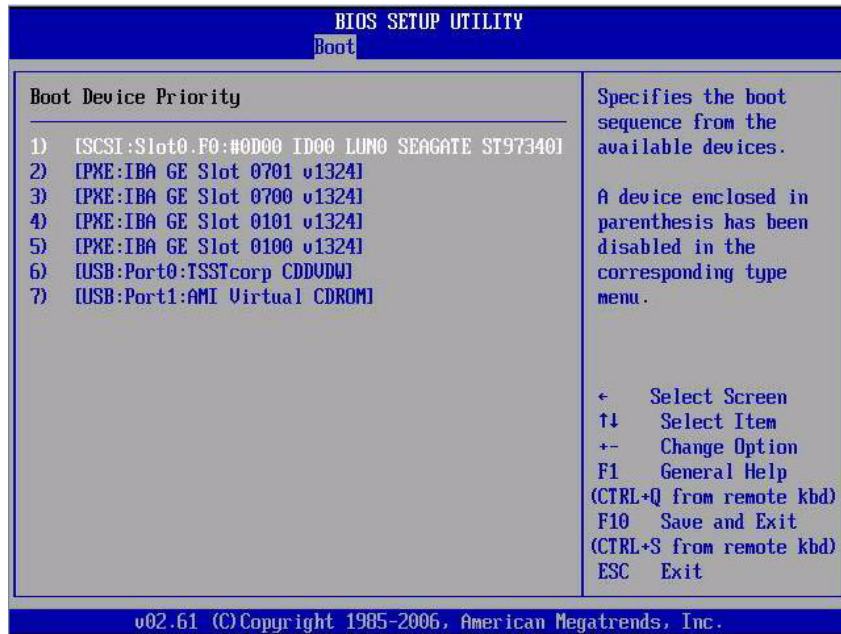 BIOS SETUP UTILITY
Boot
Boot Device Priority
1) [SCSI:Slot0.F0:#0D00 ID00 LUN0 SEAGATE ST97340]
2) [PXE:IBA GE Slot 0701 v1324]
3) [PXE:IBA GE Slot 0700 v1324]
4) [PXE:IBA GE Slot 0101 v1324]
5) [PXE:IBA GE Slot 0100 v1324]
6) [USB:Port0:TSSTcorp CDDVDW]
7) [USB:Port1:AMI Virtual CDROM]
Specifies the boot
sequence from the
available devices.
A device enclosed in
parenthesis has been
disabled in the
corresponding type
menu.
← Select Screen
↑↓ Select Item
+- Change Option
F1 General Help
(CTRL+Q from remote kbd)
F10 Save and Exit
(CTRL+S from remote kbd)
ESC Exit
v02.61 (C)Copyright 1985-2006, American Megatrends, Inc.